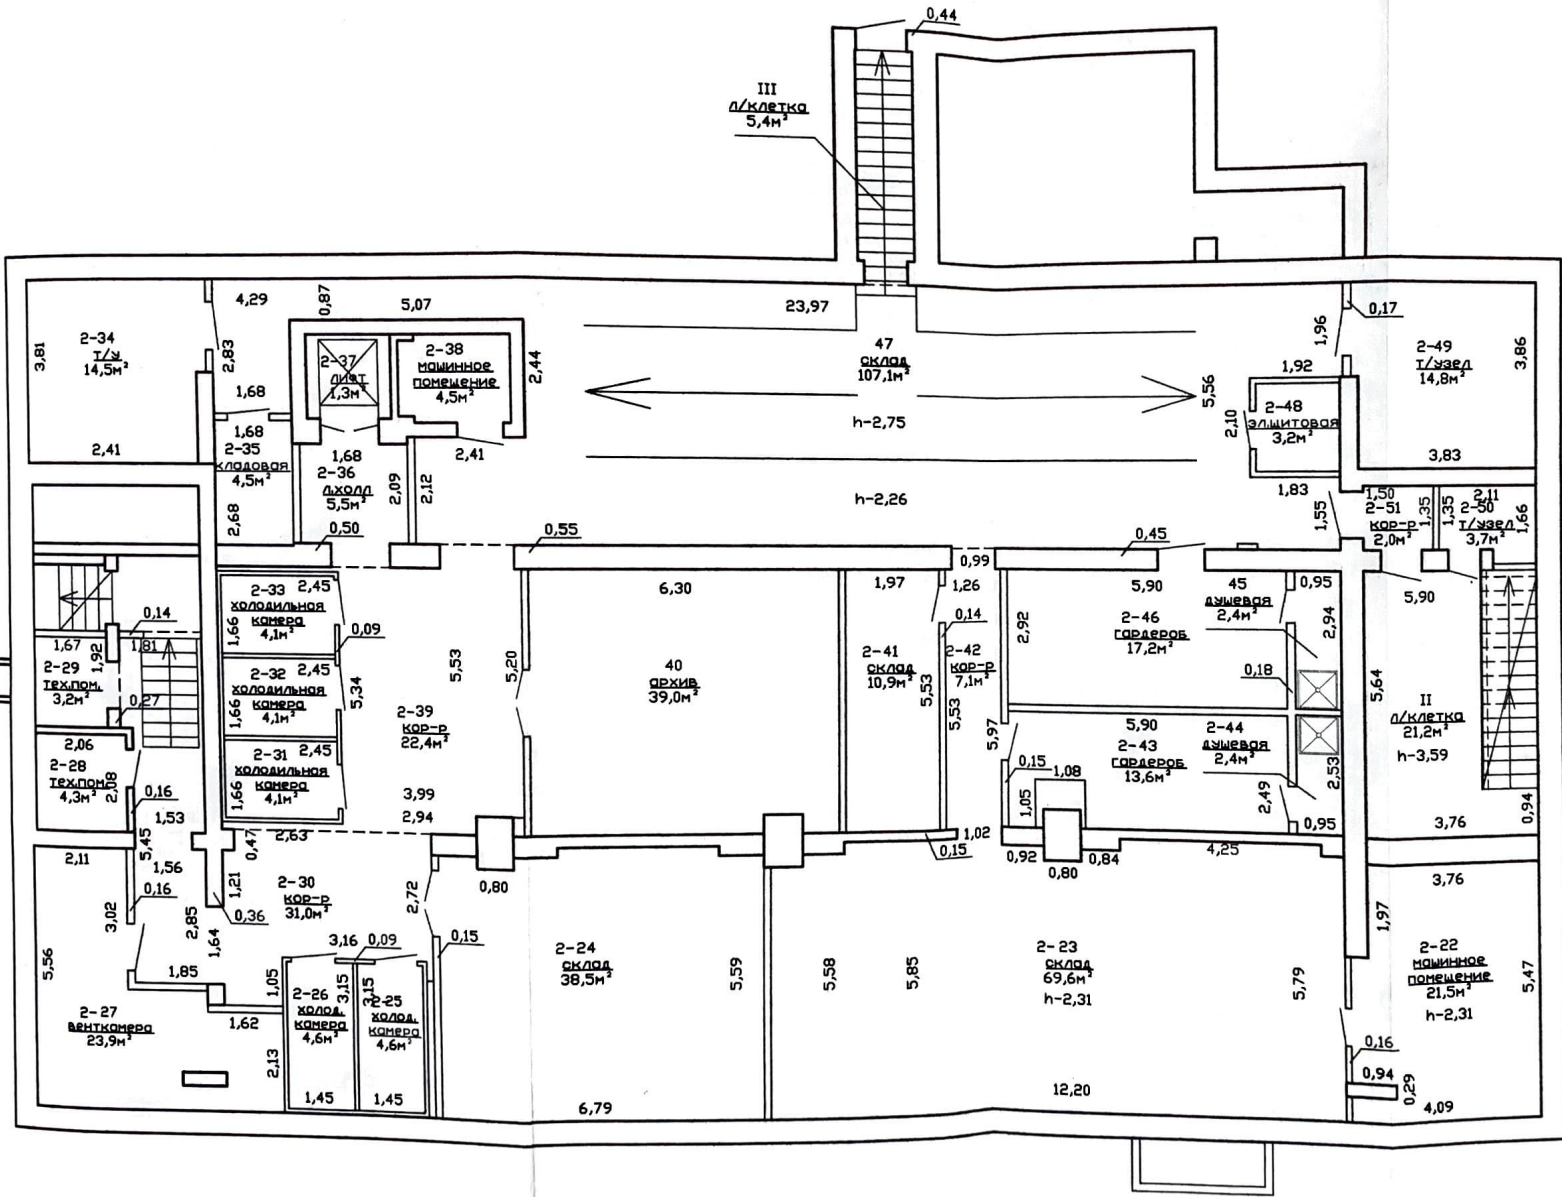 0,44
III
л/клетка
5,4м²
4,29
0,87
5,07
23,97
0,17
3,81
2-34
т/у
14,5м²
2,83
2-37
лифт
1,3м²
2-38
машинное
помещение
4,5м²
2,44
47
склад
107,1м²
1,96
1,92
2-49
т/узел
14,8м²
3,86
1,68
5,56
2-48
эл.щитовая
3,2м²
2,10
h-2,75
2,41
1,68
2-35
кладовая
4,5м²
1,68
2-36
л.холл
5,5м²
2,09
2,12
2,41
3,83
2,68
0,50
0,55
h-2,26
0,45
1,83
1,55
1,50
2-51
кор-р
2,0м²
1,35
1,35
2,11
2-50
т/узел
3,7м²
1,66
0,99
2-33
2,45
холодильная
камера
4,1м²
1,66
0,09
6,30
1,97
1,26
5,90
45
душевая
2,4м²
0,95
5,90
0,14
1,67
1,81
1,92
2-29
тех.пом.
3,2м²
0,27
2-32
2,45
холодильная
камера
4,1м²
1,66
5,34
5,53
5,20
40
архив
39,0м²
2-41
склад
10,9м²
5,53
0,14
2-42
кор-р
7,1м²
5,53
2,92
2-46
гардероб
17,2м²
2,94
0,18
5,64
II
л/клетка
21,2м²
h-3,59
2-39
кор-р
22,4м²
2,06
2-28
тех.пом.
4,3м²
2,08
0,16
1,53
2-31
2,45
холодильная
камера
4,1м²
1,66
3,99
2,94
5,97
0,15
5,90
2-43
гардероб
13,6м²
2-44
душевая
2,4м²
1,08
1,05
2,49
2,53
0,95
3,76
0,94
5,45
2,11
0,47
2,63
0,15
1,02
0,92
0,80
0,84
4,25
1,56
0,16
1,21
2-30
кор-р
31,0м²
2,72
0,80
3,76
3,02
2,85
0,36
1,64
3,16
0,09
0,15
1,97
5,56
1,85
1,05
2-26
холод.
камера
4,6м²
3,15
3,15
2-25
холод.
камера
4,6м²
2-24
склад
38,5м²
5,59
5,58
5,85
2-23
склад
69,6м²
h-2,31
5,79
2-22
машинное
помещение
21,5м²
h-2,31
5,47
2-27
венткамера
23,9м²
1,62
2,13
1,45
1,45
6,79
12,20
0,16
0,94
0,29
4,09